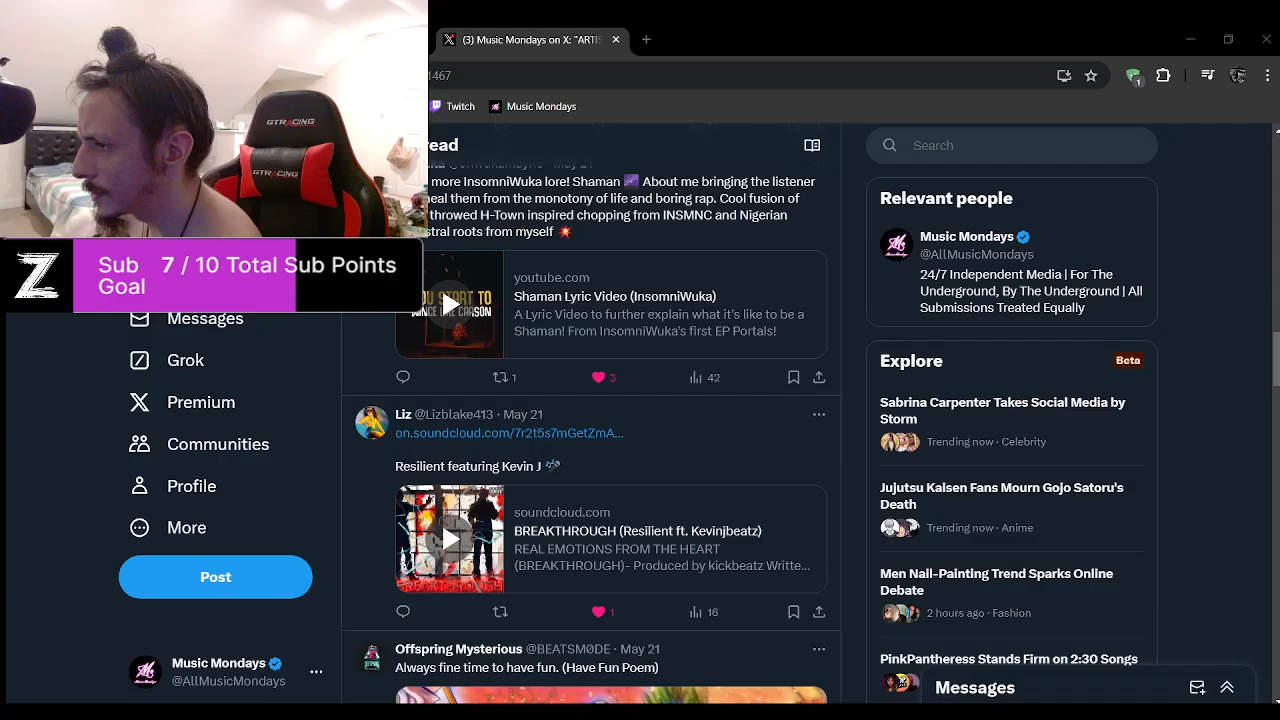 (3) Music Mondays on X: "ARTIS
1467
1
Twitch
Music Mondays
read
Search
more InsomniWuka lore! Shaman About me bringing the listener
heal them from the monotony of life and boring rap. Cool fusion of
throwed H-Town inspired chopping from INSMNC and Nigerian
stral roots from myself
youtube.com
Shaman Lyric Video (InsomniWuka)
A Lyric Video to further explain what it's like to be a
Shaman! From InsomniWuka's first EP Portals!
1
3
42
Liz @Lizblake413 · May 21
on.soundcloud.com/7r2t5s7mGetZmA…
Resilient featuring Kevin J
BREAKTHROUGH
soundcloud.com
BREAKTHROUGH (Resilient ft. Kevinjbeatz)
REAL EMOTIONS FROM THE HEART
(BREAKTHROUGH)- Produced by kickbeatz Writte...
1
16
Offspring Mysterious @BEATSMØDE · May 21
Always fine time to have fun. (Have Fun Poem)
GTRACING
GTRACING
Z
Sub Goal
7 / 10 Total Sub Points
Messages
Grok
Premium
Communities
Profile
More
Post
Music Mondays
@AllMusicMondays
Relevant people
Music Mondays
@AllMusicMondays
24/7 Independent Media | For The
Underground, By The Underground | All
Submissions Treated Equally
Explore
Beta
Sabrina Carpenter Takes Social Media by
Storm
Trending now · Celebrity
Jujutsu Kaisen Fans Mourn Gojo Satoru's
Death
Trending now · Anime
Men Nail-Painting Trend Sparks Online
Debate
2 hours ago · Fashion
PinkPantheress Stands Firm on 2:30 Songs
Messages